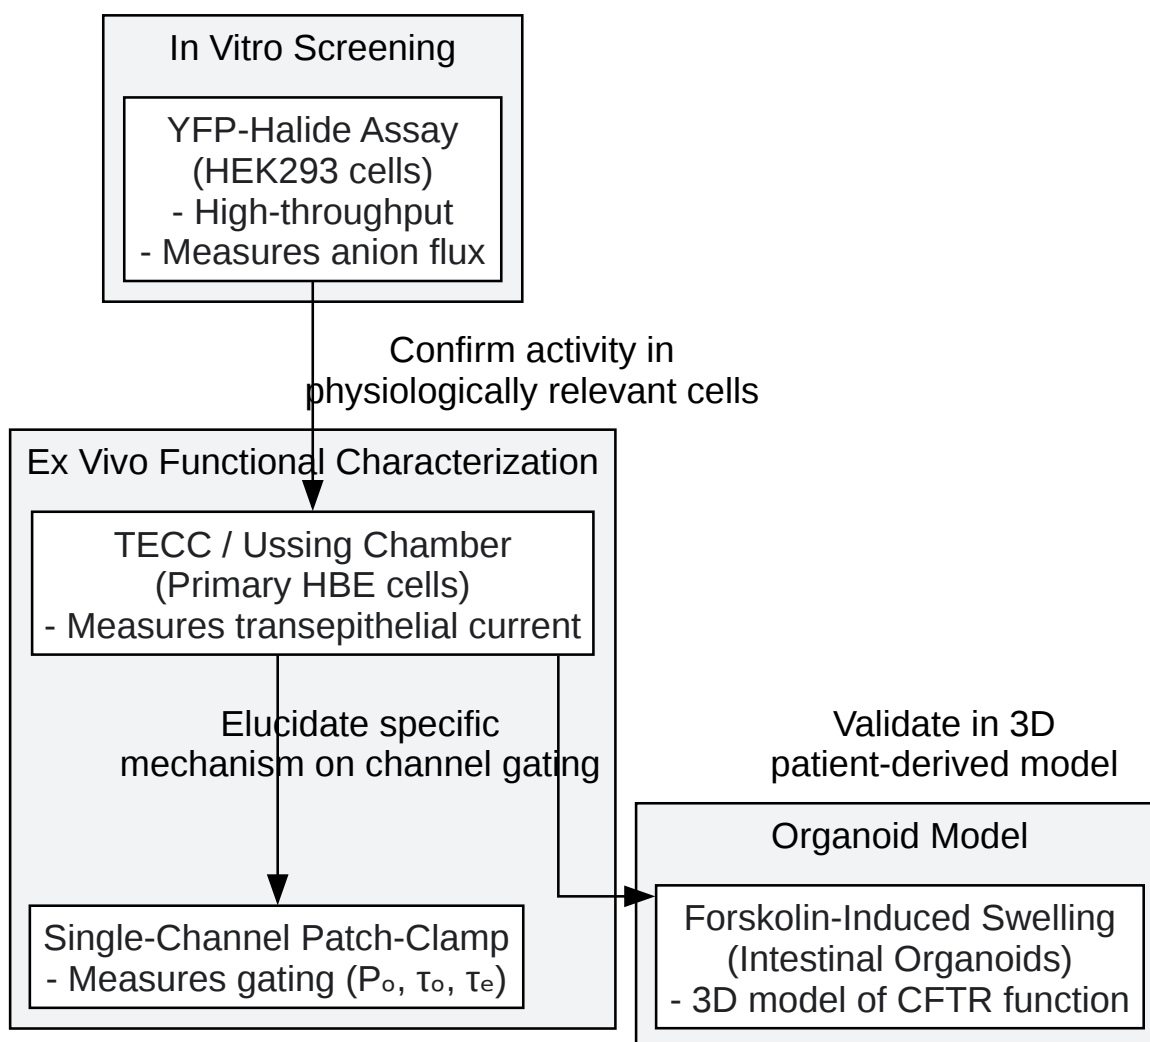 In Vitro Screening
YFP-Halide Assay
(HEK293 cells)
- High-throughput
- Measures anion flux
Confirm activity in
physiologically relevant cells
Ex Vivo Functional Characterization
TECC / Ussing Chamber
(Primary HBE cells)
- Measures transepithelial current
Elucidate specific
mechanism on channel gating
Single-Channel Patch-Clamp
- Measures gating (Pₒ, τₒ, τₑ)
Validate in 3D
patient-derived model
Organoid Model
Forskolin-Induced Swelling
(Intestinal Organoids)
- 3D model of CFTR function